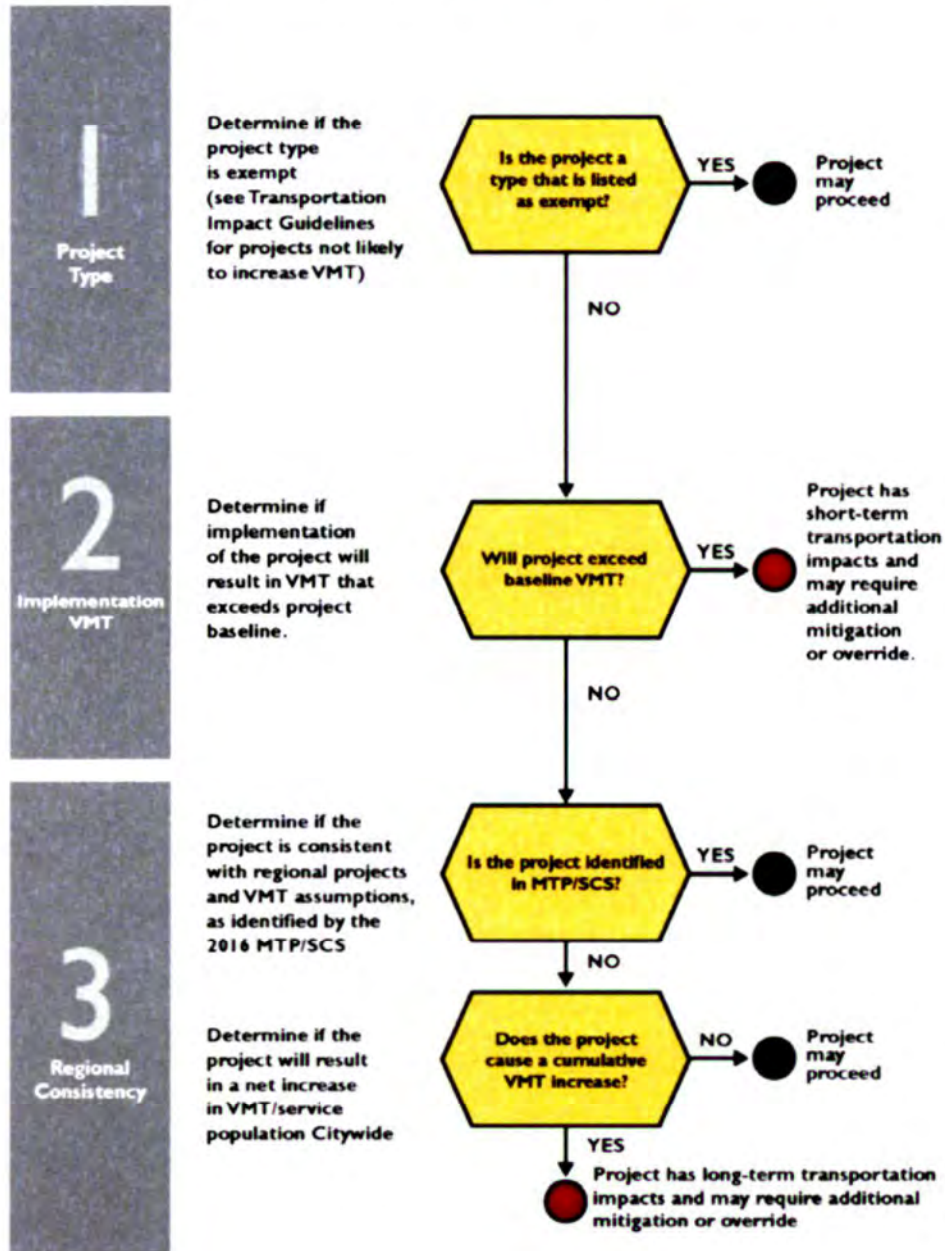 1
Project
Type
Determine if the
project type
is exempt
(see Transportation
Impact Guidelines
for projects not likely
to increase VMT)
Is the project a
type that is listed
as exempt?
YES
Project
may
proceed
NO
2
Implementation
VMT
Determine if
implementation
of the project will
result in VMT that
exceeds project
baseline.
Will project exceed
baseline VMT?
YES
Project has
short-term
transportation
impacts and
may require
additional
mitigation
or override.
NO
3
Regional
Consistency
Determine if the
project is consistent
with regional projects
and VMT assumptions,
as identified by the
2016 MTP/SCS
Is the project identified
in MTP/SCS?
YES
Project
may
proceed
NO
Determine if the
project will result
in a net increase
in VMT/service
population Citywide
Does the project
cause a cumulative
VMT increase?
NO
Project
may
proceed
YES
Project has long-term transportation
impacts and may require additional
mitigation or override